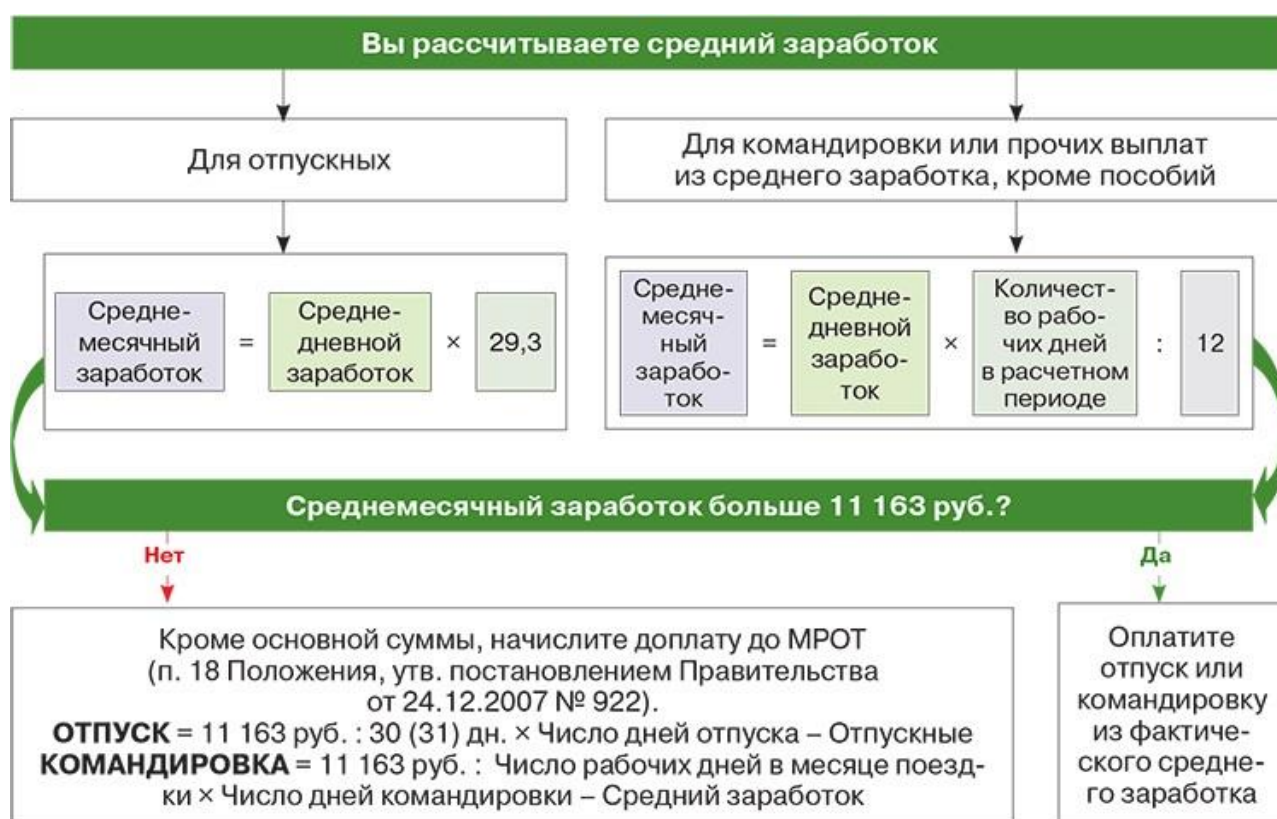 Вы рассчитываете средний заработок
Для отпускных
Для командировки или прочих выплат
из среднего заработка, кроме пособий
Средне-
месячный
заработок
=
Средне-
дневной
заработок
×
29,3
Средне-
месяч-
ный
зарабо-
ток
=
Средне-
дневной
зарабо-
ток
×
Количест-
во рабо-
чих дней
в расчетном
периоде
:
12
Среднемесячный заработок больше 11 163 руб.?
Нет
Да
Кроме основной суммы, начислите доплату до МРОТ
(п. 18 Положения, утв. постановлением Правительства
от 24.12.2007 № 922).
ОТПУСК = 11 163 руб. : 30 (31) дн. × Число дней отпуска – Отпускные
КОМАНДИРОВКА = 11 163 руб. : Число рабочих дней в месяце поезд-
ки × Число дней командировки – Средний заработок
Оплатите
отпуск или
командировку
из фактиче-
ского средне-
го заработка